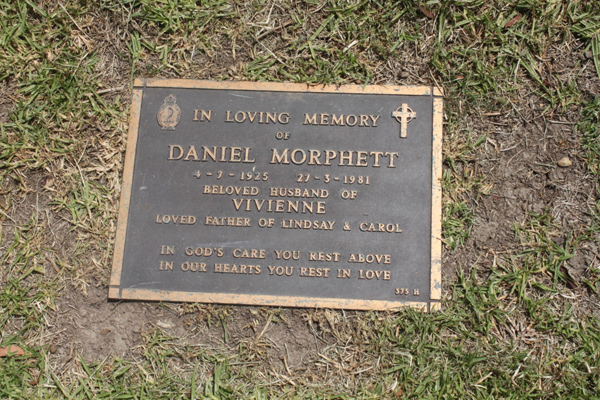 IN LOVING MEMORY
OF
DANIEL MORPHETT
4-7-1925 27-3-1981
BELOVED HUSBAND OF
VIVIENNE
LOVED FATHER OF LINDSAY & CAROL
IN GOD'S CARE YOU REST ABOVE
IN OUR HEARTS YOU REST IN LOVE
575 H